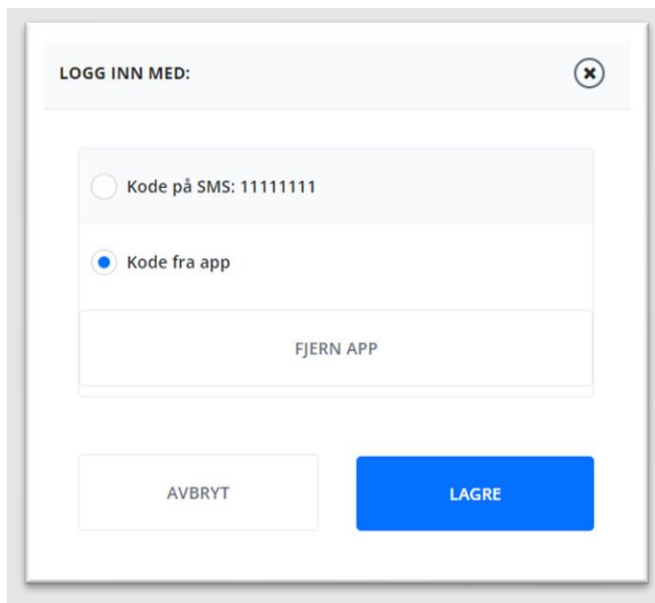 LOGG INN MED:
Kode på SMS: 11111111
Kode fra app
FJERN APP
AVBRYT
LAGRE